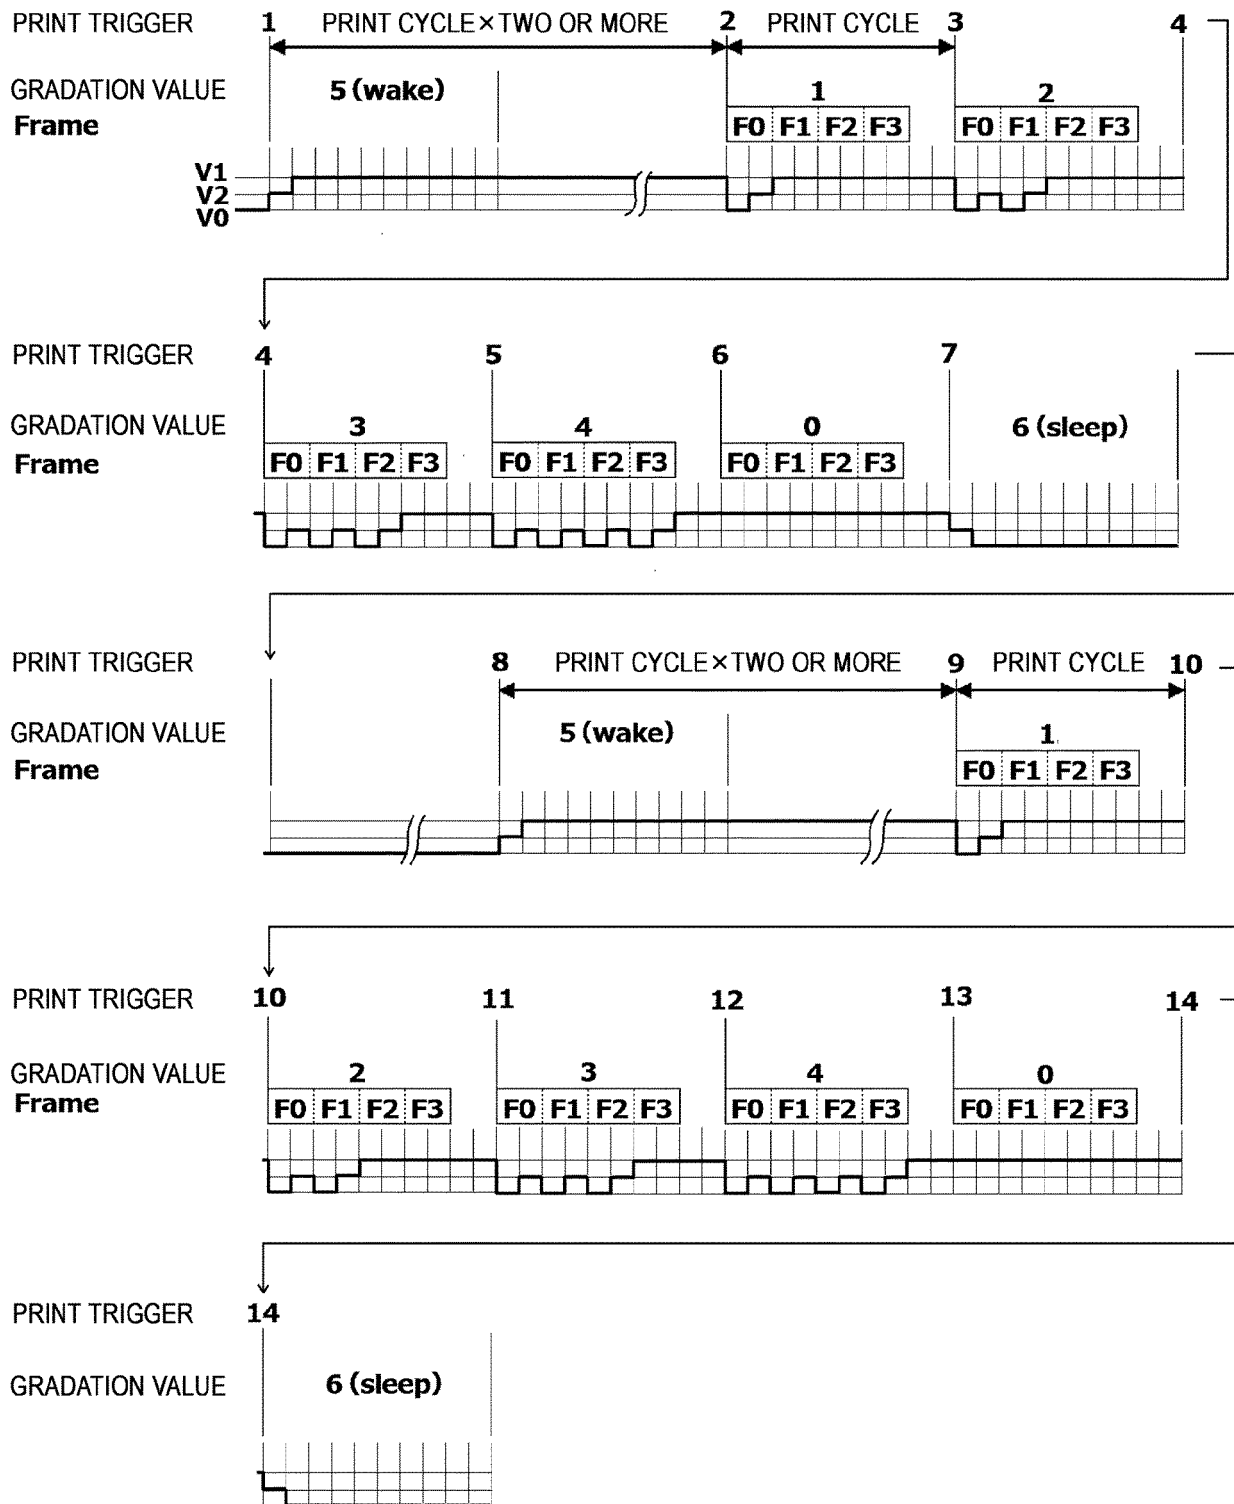 PRINT TRIGGER 1 PRINT CYCLE×TWO OR MORE 2 PRINT CYCLE 3 4
GRADATION VALUE 5 (wake) 1 2
Frame F0 F1 F2 F3 F0 F1 F2 F3
V1
V2
V0
PRINT TRIGGER 4 5 6 7
GRADATION VALUE 3 4 0 6 (sleep)
Frame F0 F1 F2 F3 F0 F1 F2 F3 F0 F1 F2 F3
PRINT TRIGGER 8 PRINT CYCLE×TWO OR MORE 9 PRINT CYCLE 10
GRADATION VALUE 5 (wake) 1
Frame F0 F1 F2 F3
PRINT TRIGGER 10 11 12 13 14
GRADATION VALUE 2 3 4 0
Frame F0 F1 F2 F3 F0 F1 F2 F3 F0 F1 F2 F3 F0 F1 F2 F3
PRINT TRIGGER 14
GRADATION VALUE 6 (sleep)